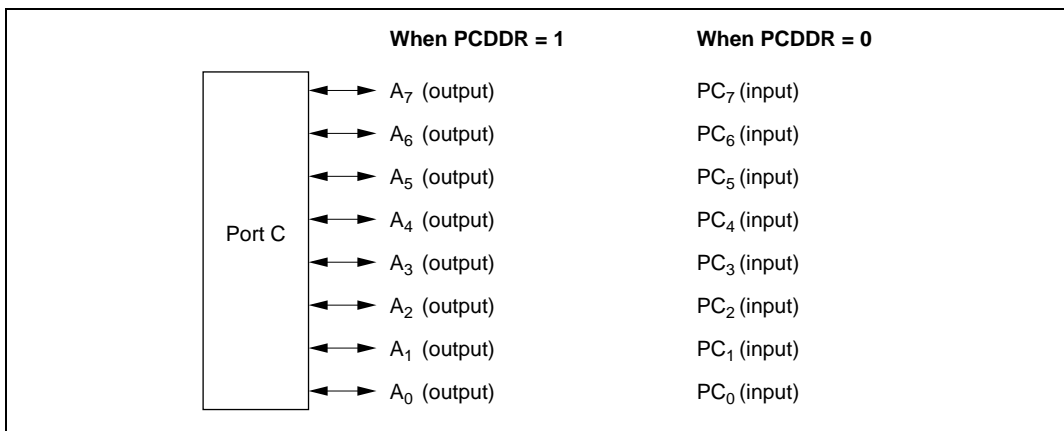 When PCDDR = 1 When PCDDR = 0
A7 (output) PC7 (input)
A6 (output) PC6 (input)
A5 (output) PC5 (input)
A4 (output) PC4 (input)
Port C
A3 (output) PC3 (input)
A2 (output) PC2 (input)
A1 (output) PC1 (input)
A0 (output) PC0 (input)